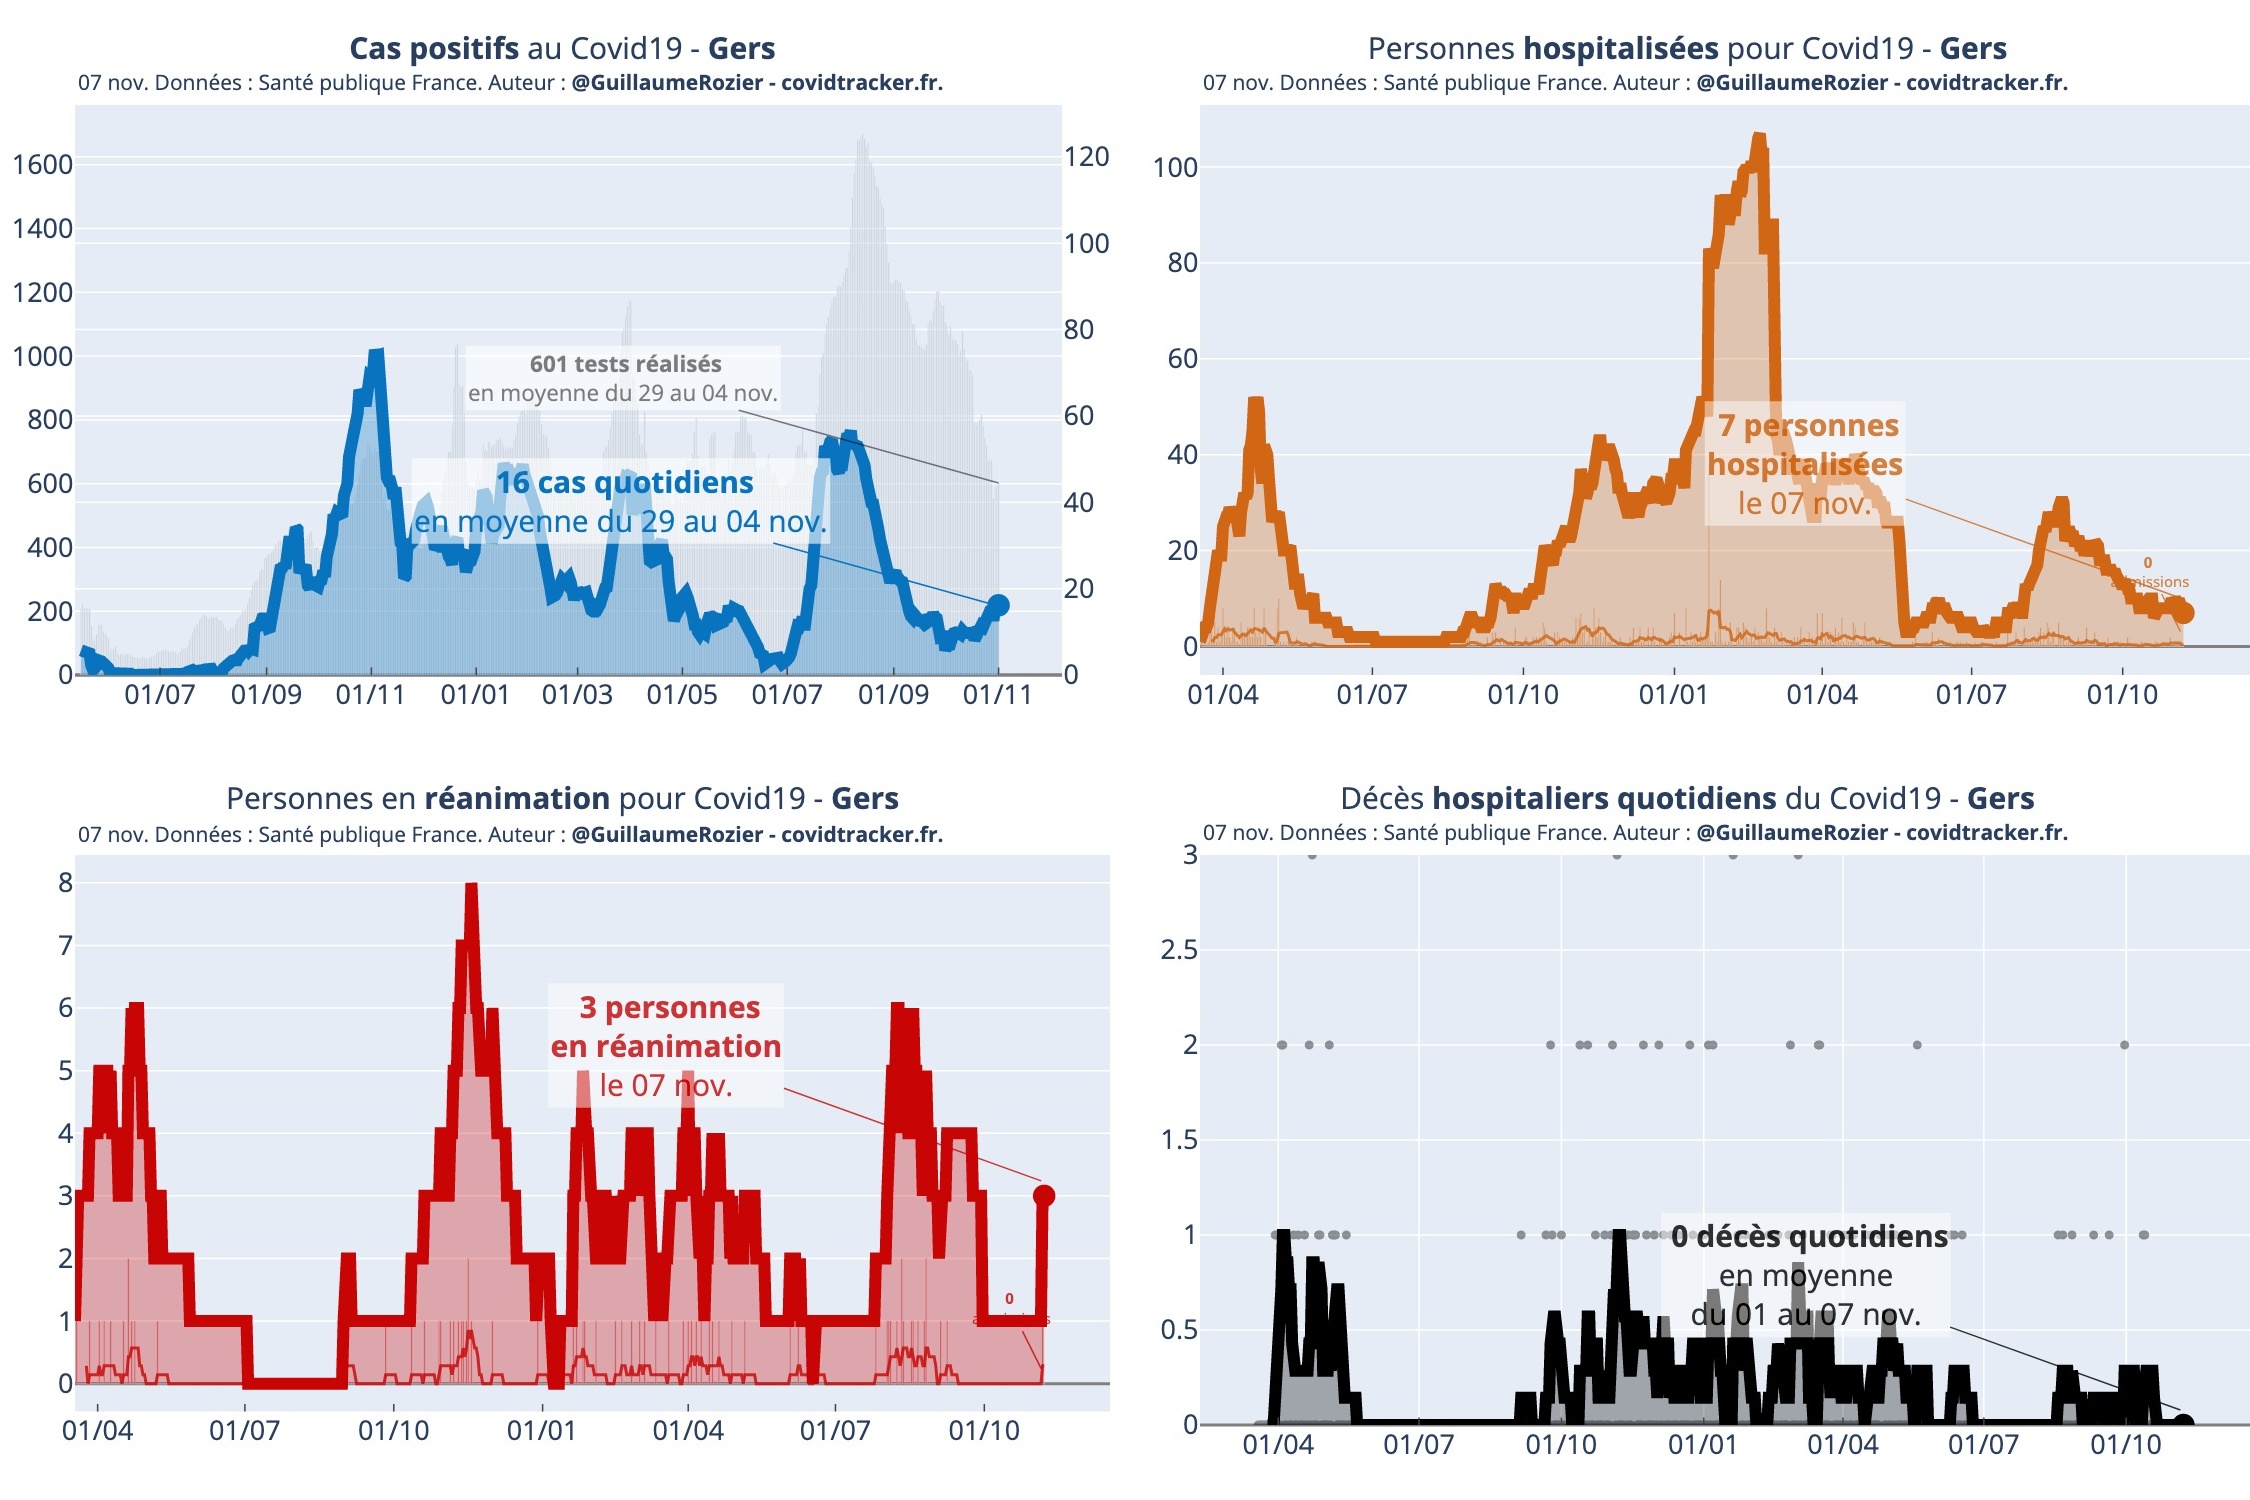 Cas positifs au Covid19 - Gers
07 nov. Données : Santé publique France. Auteur : @GuillaumeRozier - covidtracker.fr.
1600
1400
1200
1000
800
600
400
200
0
120
100
80
60
40
20
0
601 tests réalisés
en moyenne du 29 au 04 nov.
16 cas quotidiens
en moyenne du 29 au 04 nov.
01/07 01/09 01/11 01/01 01/03 01/05 01/07 01/09 01/11
Personnes hospitalisées pour Covid19 - Gers
07 nov. Données : Santé publique France. Auteur : @GuillaumeRozier - covidtracker.fr.
100
80
60
40
20
0
7 personnes
hospitalisées
le 07 nov.
0
01/04 01/07 01/10 01/01 01/04 01/07 01/10
Personnes en réanimation pour Covid19 - Gers
07 nov. Données : Santé publique France. Auteur : @GuillaumeRozier - covidtracker.fr.
8
7
6
5
4
3
2
1
0
3 personnes
en réanimation
le 07 nov.
0
01/04 01/07 01/10 01/01 01/04 01/07 01/10
Décès hospitaliers quotidiens du Covid19 - Gers
07 nov. Données : Santé publique France. Auteur : @GuillaumeRozier - covidtracker.fr.
3
2.5
2
1.5
1
0.5
0
0 décès quotidiens
en moyenne
du 01 au 07 nov.
01/04 01/07 01/10 01/01 01/04 01/07 01/10